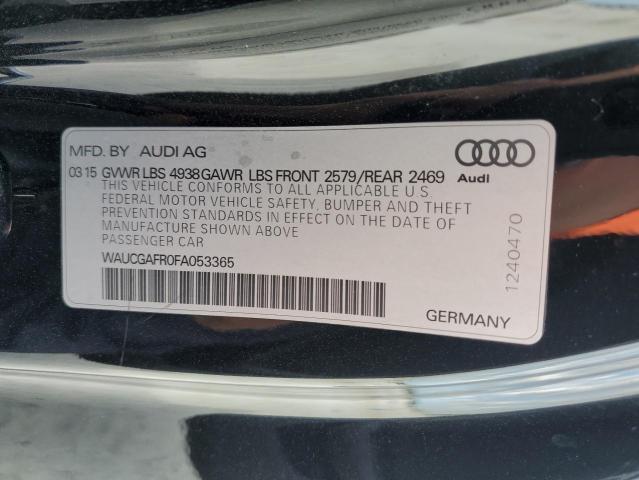 MFD. BY AUDI AG
03 15 GVWR LBS 4938 GAWR LBS FRONT 2579/REAR 2469
Audi
THIS VEHICLE CONFORMS TO ALL APPLICABLE U S
FEDERAL MOTOR VEHICLE SAFETY, BUMPER AND THEFT
PREVENTION STANDARDS IN EFFECT ON THE DATE OF
MANUFACTURE SHOWN ABOVE
PASSENGER CAR
WAUCGAFR0FA053365
GERMANY
1240470